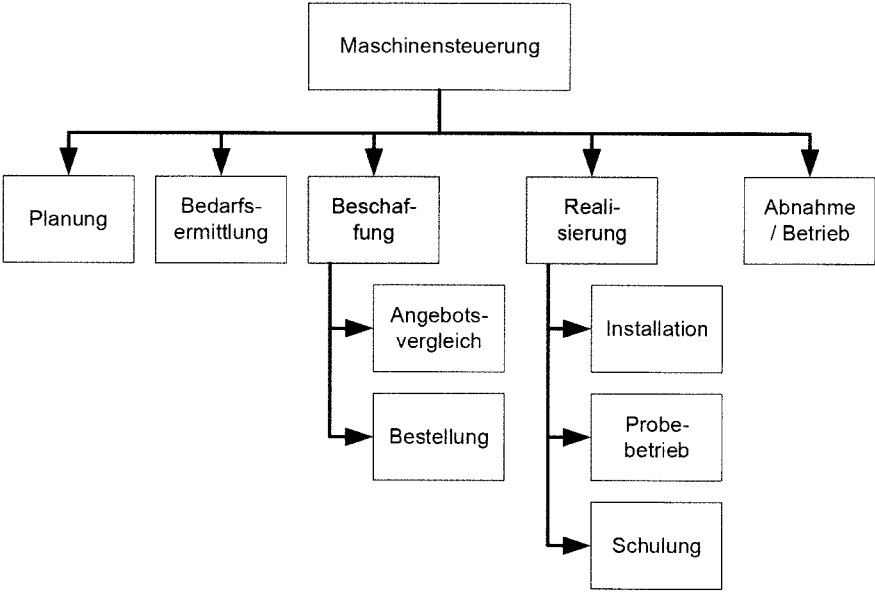 Maschinensteuerung
Planung
Bedarfs-
ermittlung
Beschaf-
fung
Reali-
sierung
Abnahme
/ Betrieb
Angebots-
vergleich
Bestellung
Installation
Probe-
betrieb
Schulung